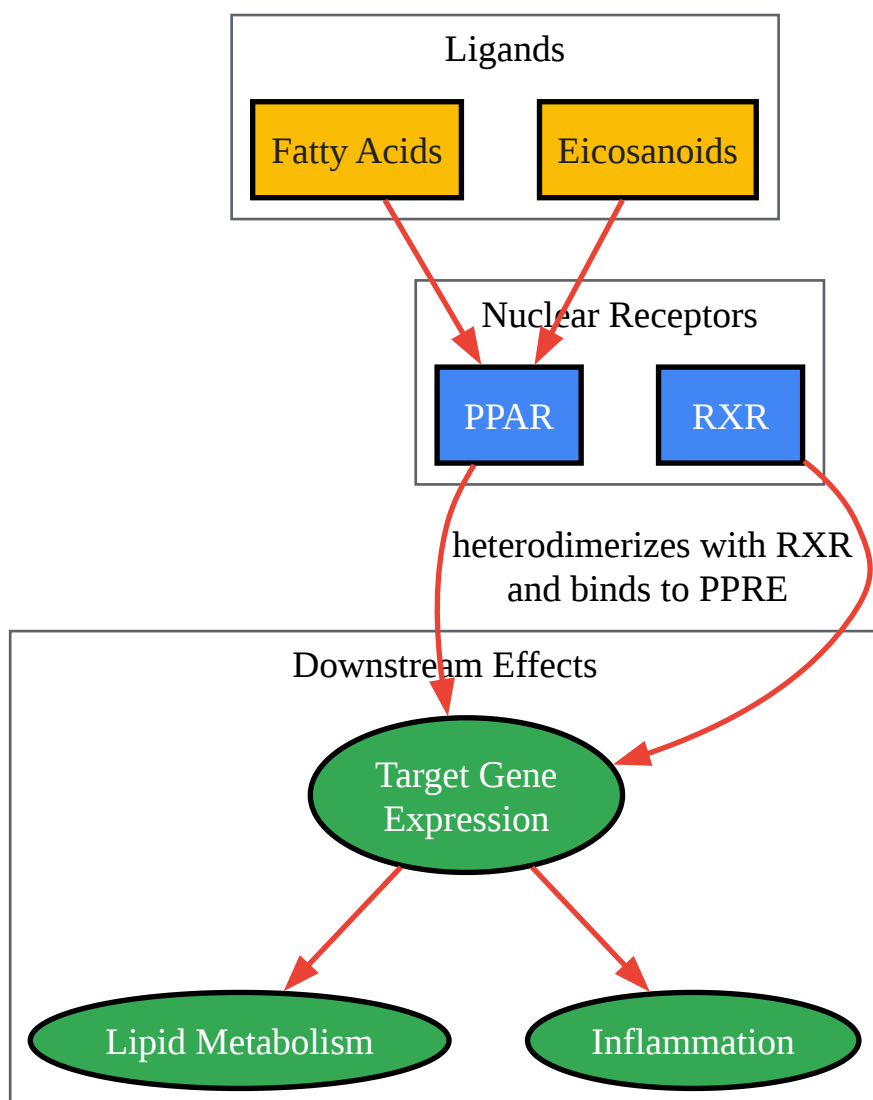 Ligands
Fatty Acids
Eicosanoids
Nuclear Receptors
PPAR
RXR
heterodimerizes with RXR
and binds to PPRE
Downstream Effects
Target Gene
Expression
Lipid Metabolism
Inflammation